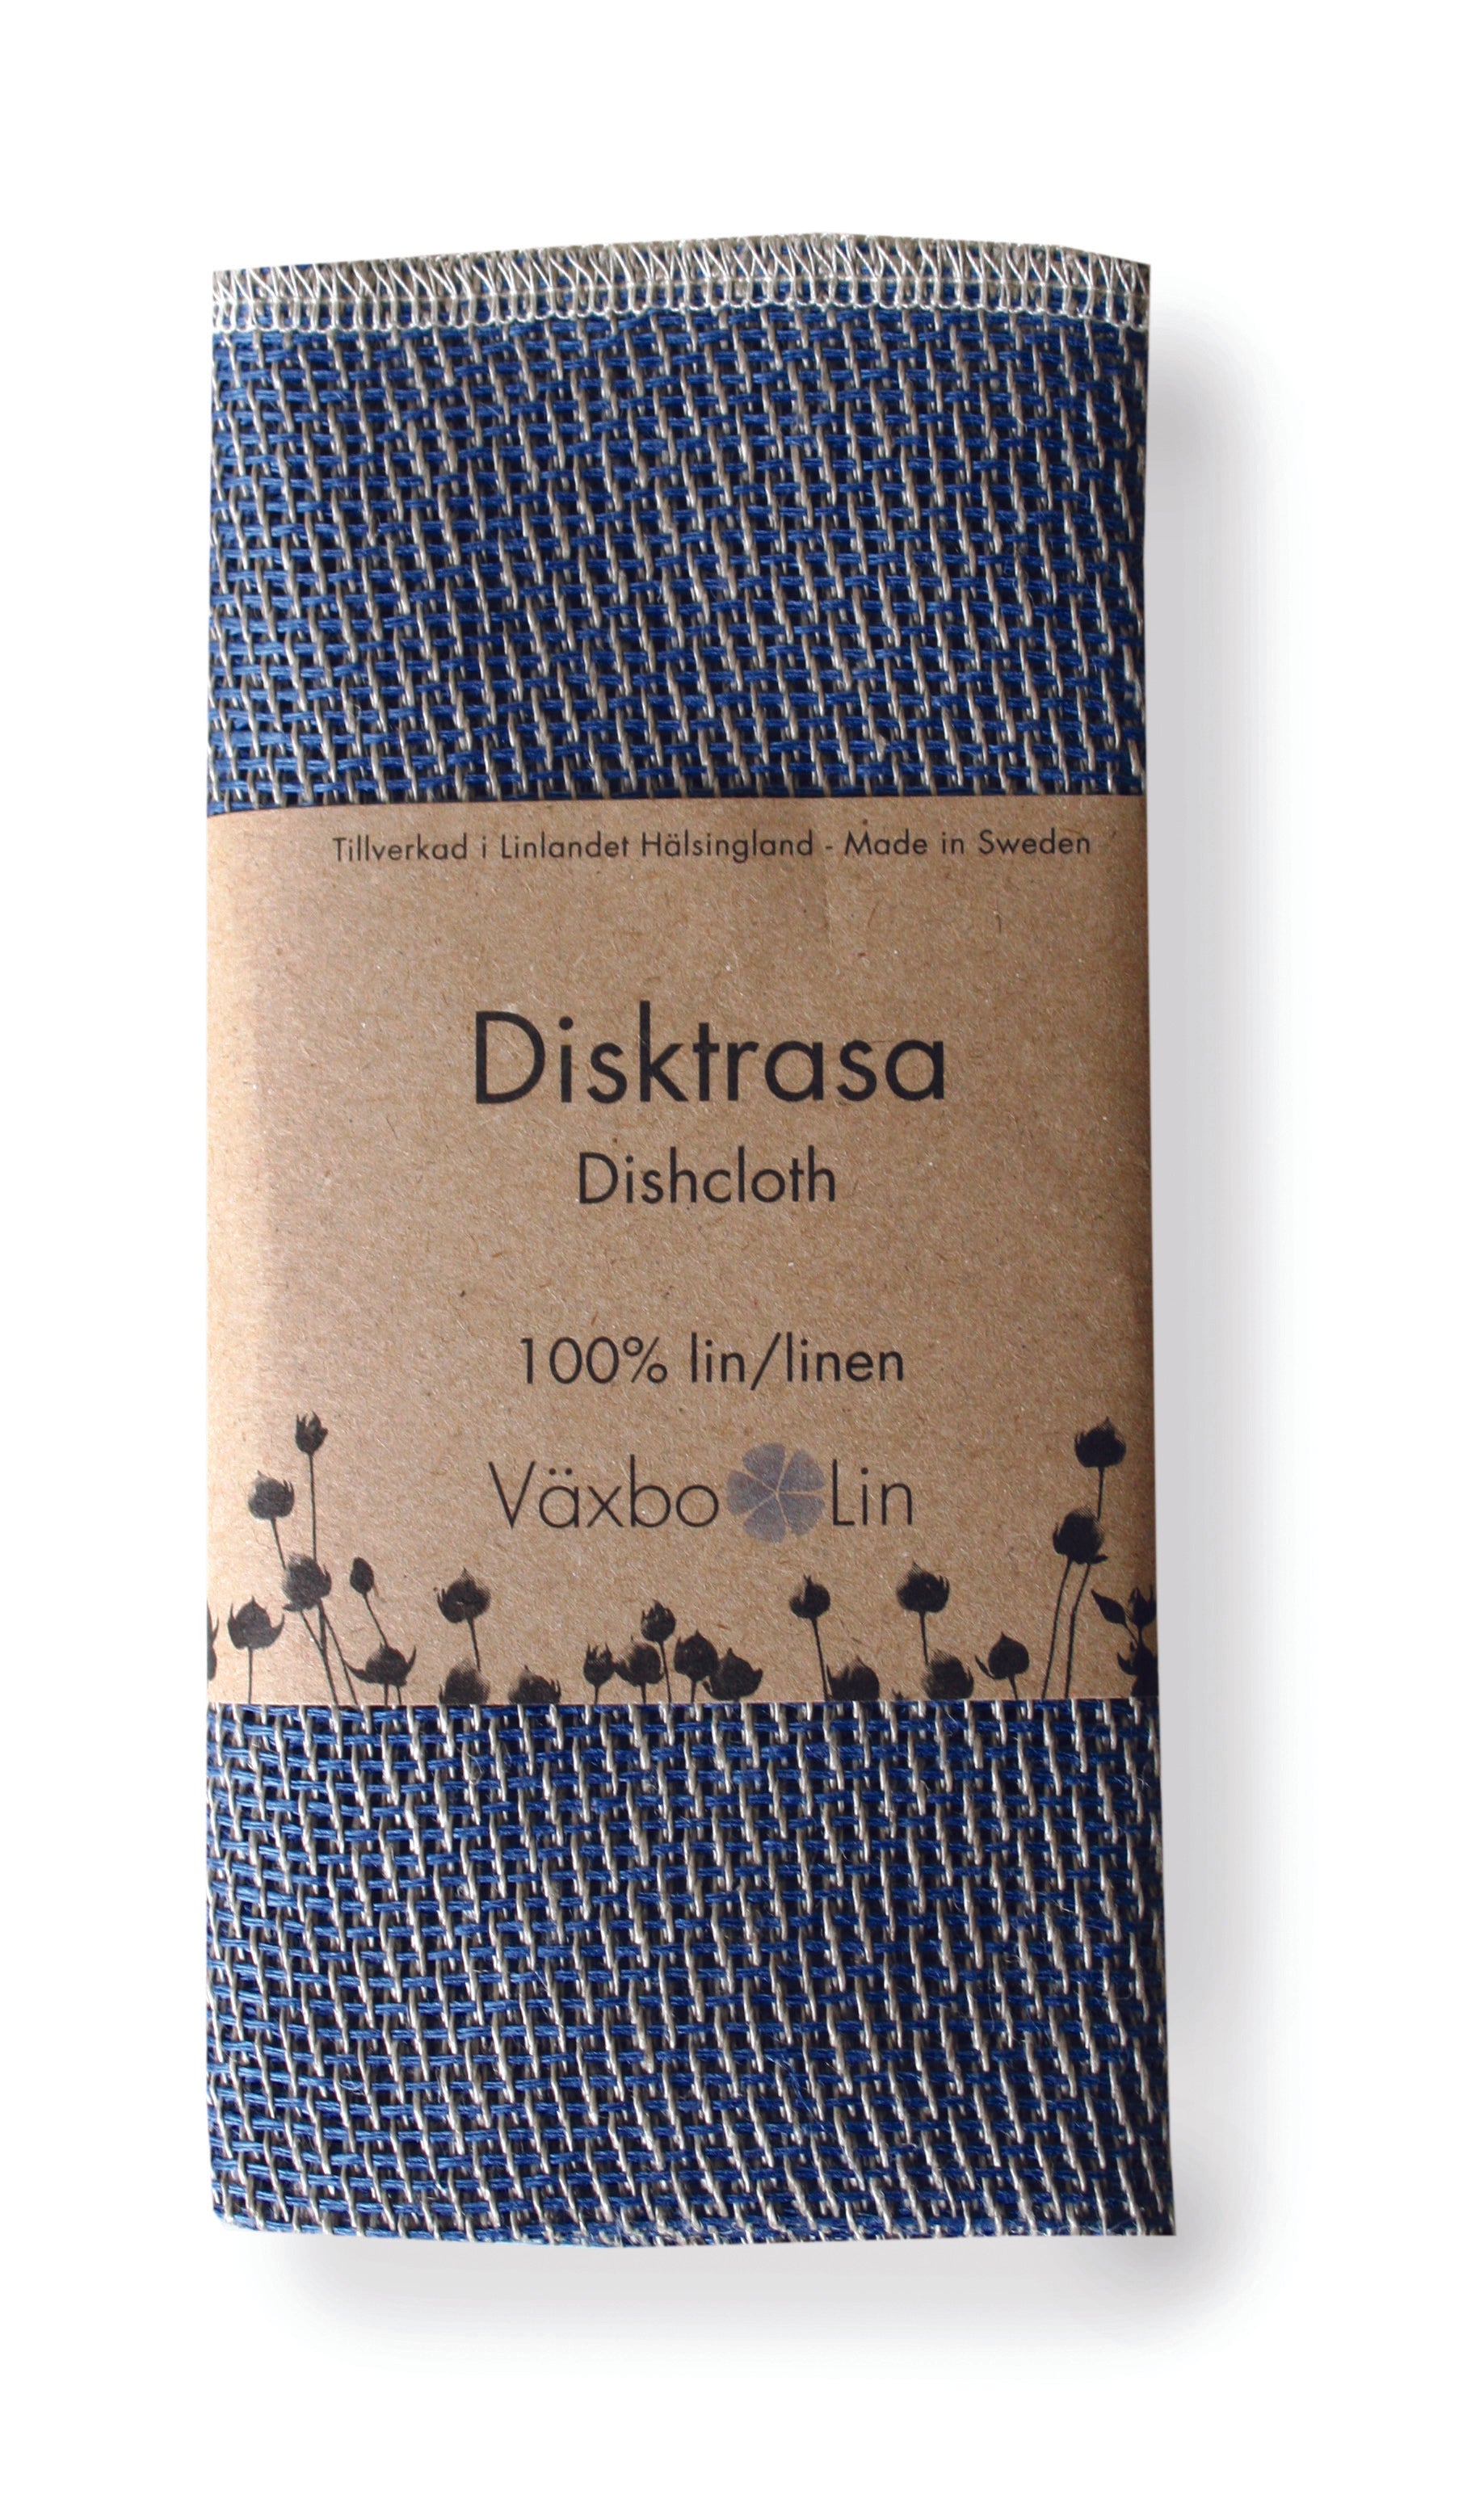 Tillverkad i Linlandet Hälsingland - Made in Sweden
Disktrasa
Dishcloth
100% lin/linen
Växbo Lin